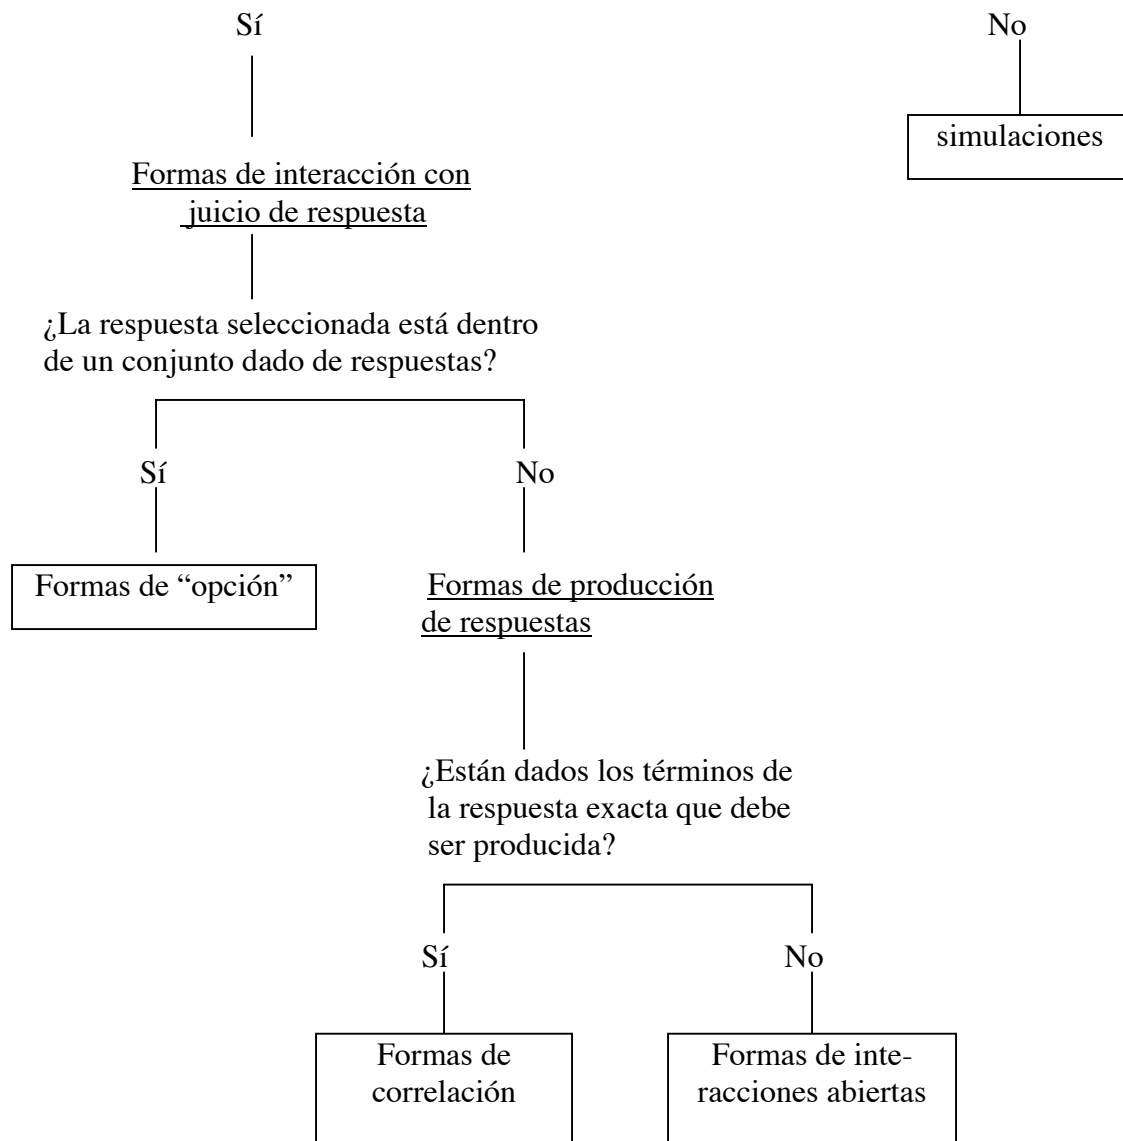 Sí
No
simulaciones
Formas de interacción con
juicio de respuesta
¿La respuesta seleccionada está dentro
de un conjunto dado de respuestas?
Sí
No
Formas de “opción”
Formas de producción
de respuestas
¿Están dados los términos de
la respuesta exacta que debe
ser producida?
Sí
No
Formas de
correlación
Formas de inte-
racciones abiertas